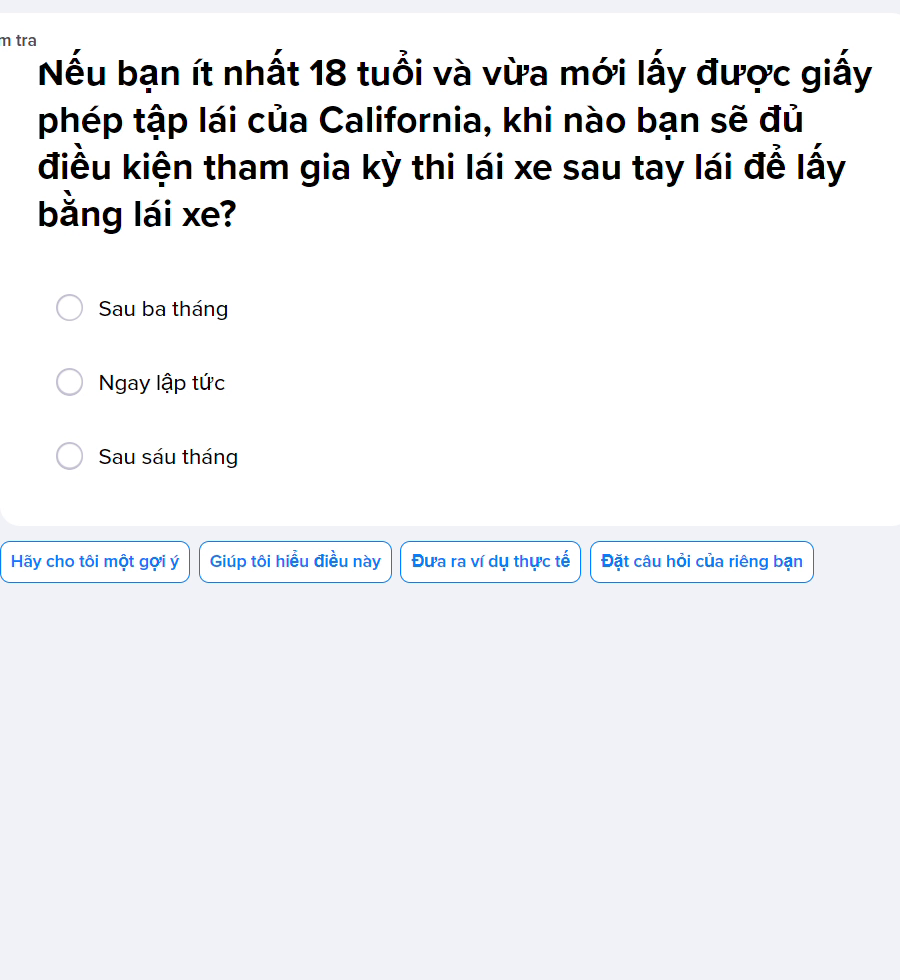 m tra
Nếu bạn ít nhất 18 tuổi và vừa mới lấy được giấy
phép tập lái của California, khi nào bạn sẽ đủ
điều kiện tham gia kỳ thi lái xe sau tay lái để lấy
bằng lái xe?
Sau ba tháng
Ngay lập tức
Sau sáu tháng
Hãy cho tôi một gợi ý Giúp tôi hiểu điều này Đưa ra ví dụ thực tế Đặt câu hỏi của riêng bạn